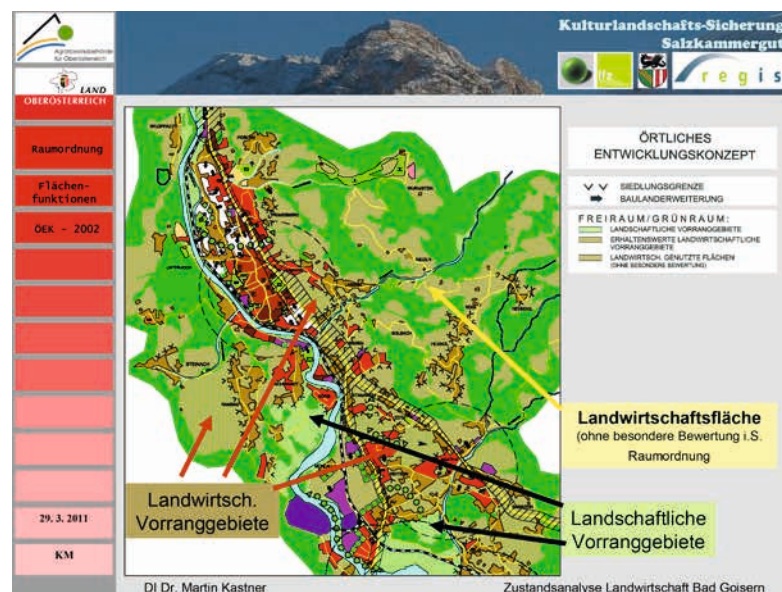 Agrarbezirksbehörde
für Oberösterreich
LAND
OBERÖSTERREICH
Raumordnung
Flächen-
funktionen
ÖEK - 2002
29. 3. 2011
KM
Kulturlandschafts-Sicherung
Salzkammergut
regis
ÖRTLICHES
ENTWICKLUNGSKONZEPT
SIEDLUNGSGRENZE
BAULANDERWEITERUNG
FREIRAUM/GRÜNRAUM:
LANDSCHAFTLICHE VORRANGGEBIETE
ERHALTENSWERTE LANDWIRTSCHAFTLICHE
VORRANGGEBIETE
LANDWIRTSCH. GENUTZTE FLÄCHEN
(OHNE BESONDERE BEWERTUNG)
Landwirtschaftsfläche
(ohne besondere Bewertung i.S.
Raumordnung
Landwirtsch.
Vorranggebiete
Landschaftliche
Vorranggebiete
DI Dr. Martin Kastner
Zustandsanalyse Landwirtschaft Bad Goisern